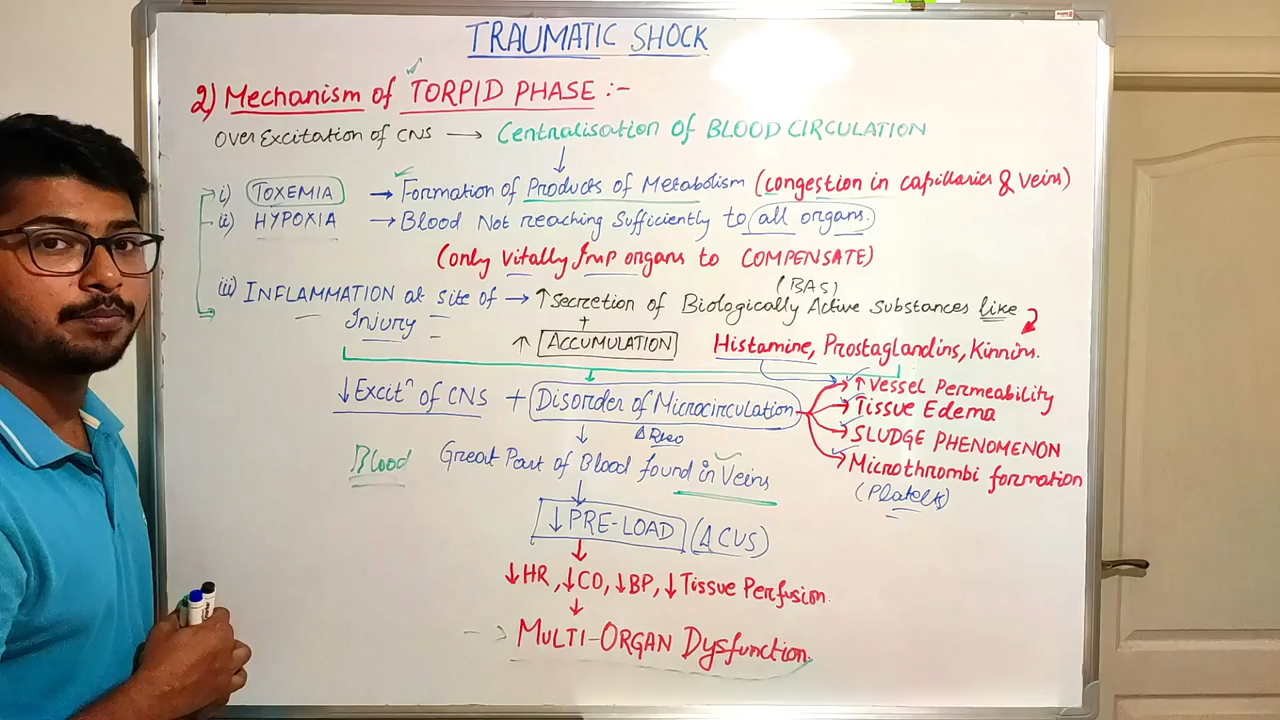 TRAUMATIC SHOCK
2) Mechanism of TORPID PHASE :-
Over Excitation of CNS → Centralisation of BLOOD CIRCULATION
↓
i) TOXEMIA → Formation of Products of Metabolism (congestion in capillaries & veins)
ii) HYPOXIA → Blood Not reaching Sufficiently to all organs.
(only vitally Imp organs to COMPENSATE)
iii) INFLAMMATION at site of Injury → ↑ Secretion of Biologically Active Substances like
(BAS)
+
↑ ACCUMULATION
Histamine, Prostaglandins, Kinnins.
↓ Excitⁿ of CNS + Disorder of Microcirculation
↑ Vessel Permeability
Tissue Edema
SLUDGE PHENOMENON
Microthrombi formation
(Platelets)
↓
Blood
Great Part of Blood found in Veins
↓
↓ PRE-LOAD
↓
↓HR, ↓CO, ↓BP, ↓ Tissue Perfusion.
↓
MULTI-ORGAN Dysfunction.